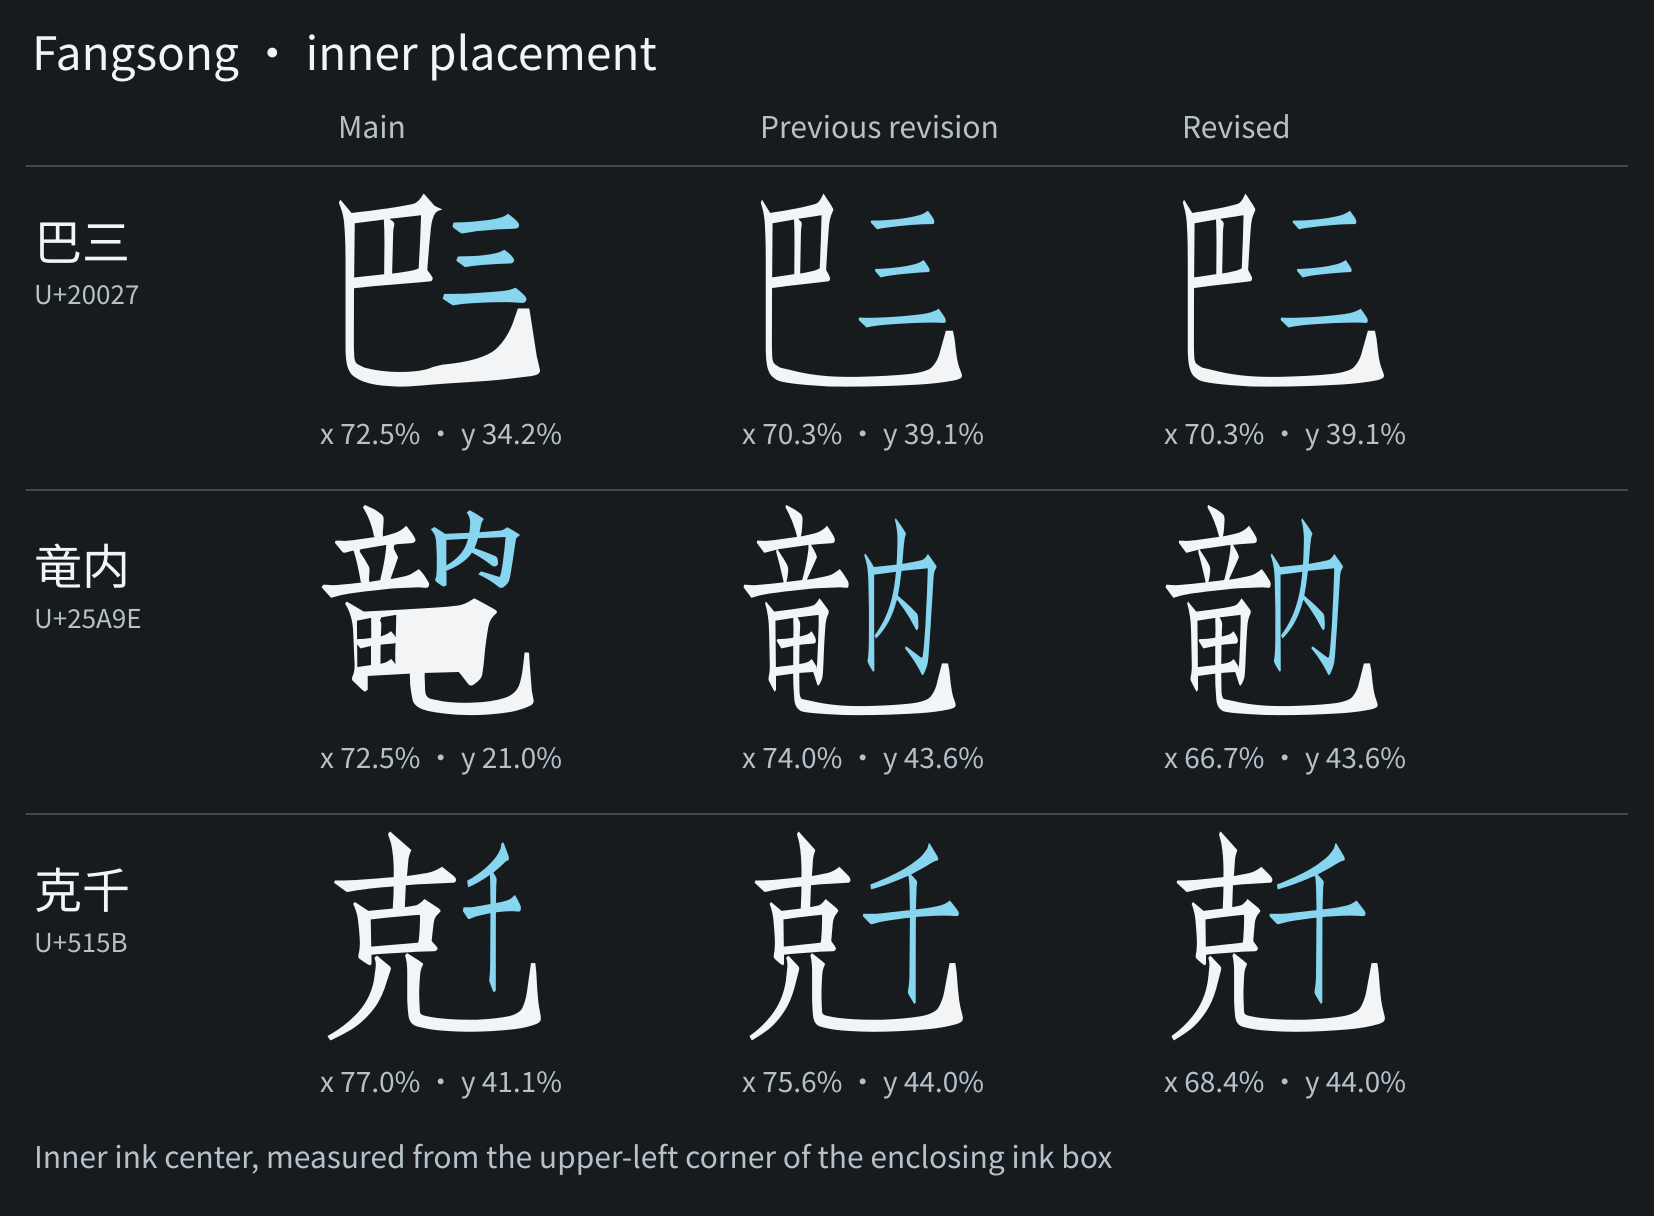 Fangsong · inner placement
Main Previous revision Revised
巴三
U+20027
x 72.5% · y 34.2% x 70.3% · y 39.1% x 70.3% · y 39.1%
竜内
U+25A9E
x 72.5% · y 21.0% x 74.0% · y 43.6% x 66.7% · y 43.6%
克千 兛 兛 兛
U+515B
x 77.0% · y 41.1% x 75.6% · y 44.0% x 68.4% · y 44.0%
Inner ink center, measured from the upper-left corner of the enclosing ink box